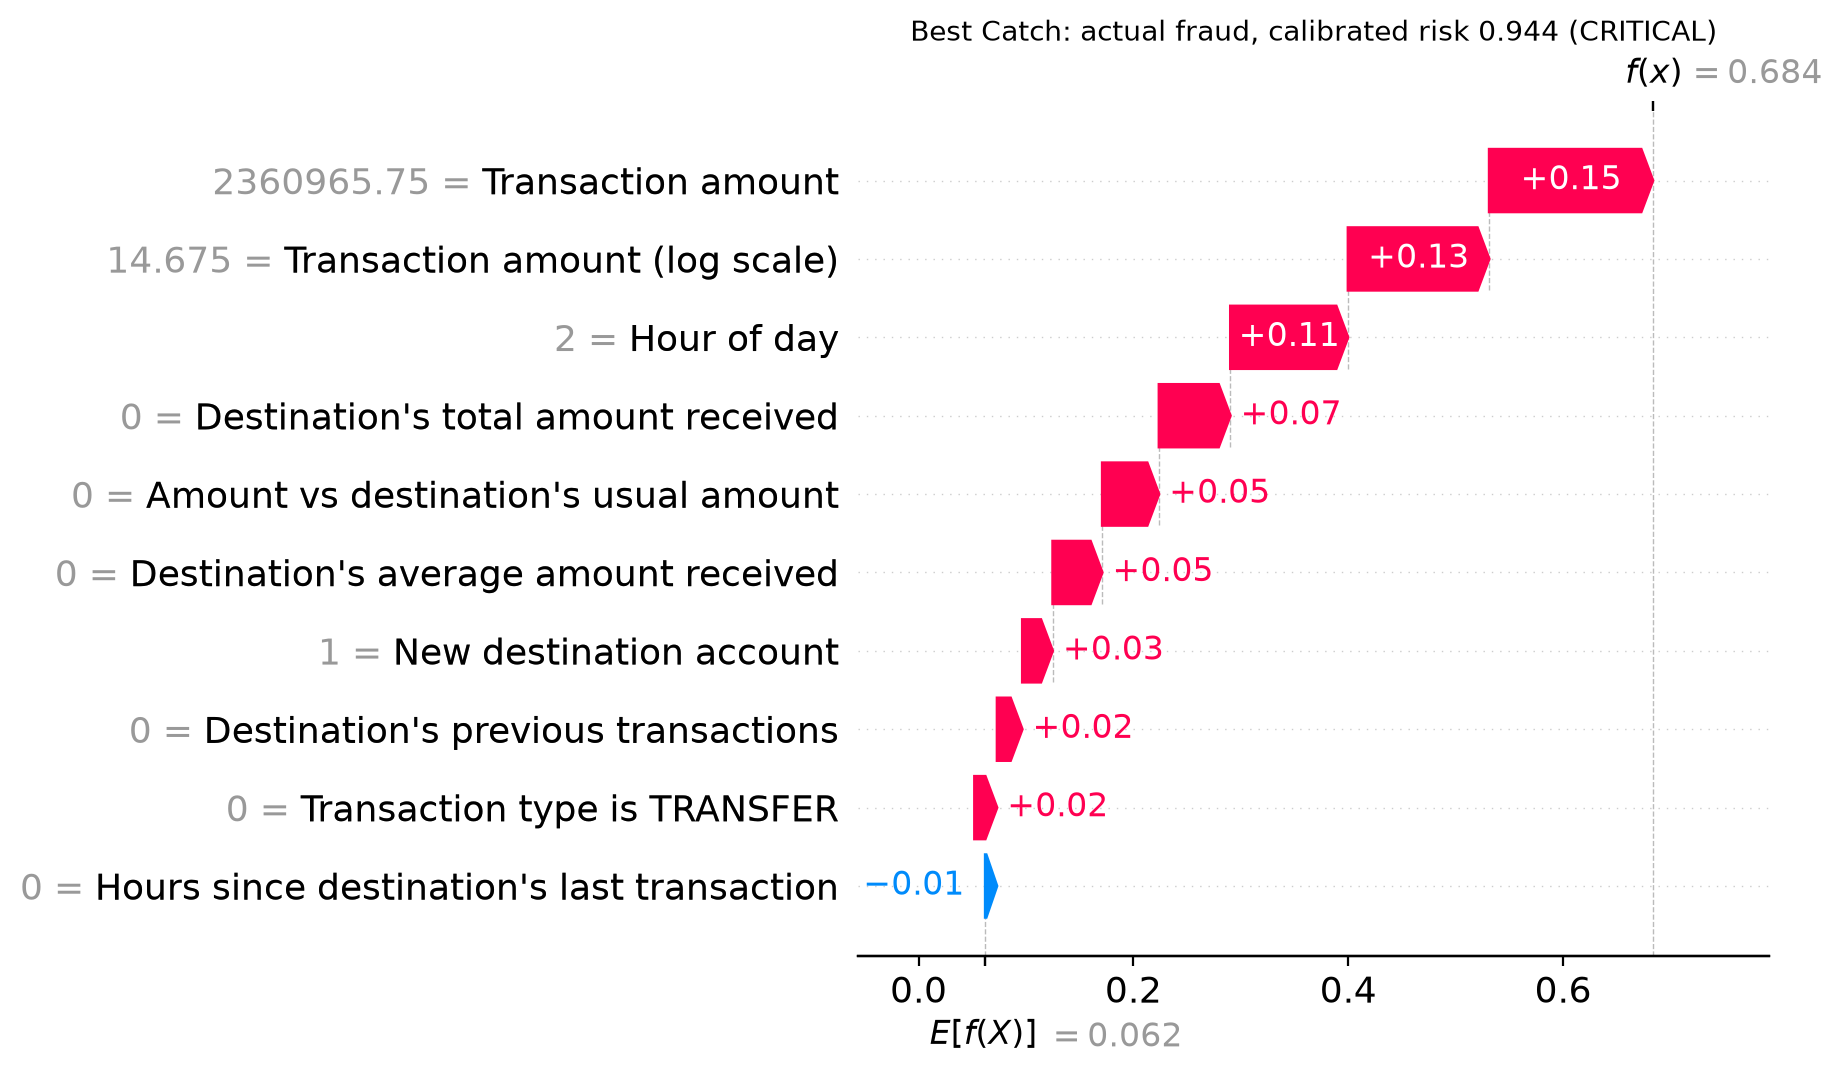 Best Catch: actual fraud, calibrated risk 0.944 (CRITICAL)
f(x) = 0.684
2360965.75 = Transaction amount +0.15
14.675 = Transaction amount (log scale) +0.13
2 = Hour of day +0.11
0 = Destination's total amount received +0.07
0 = Amount vs destination's usual amount +0.05
0 = Destination's average amount received +0.05
1 = New destination account +0.03
0 = Destination's previous transactions +0.02
0 = Transaction type is TRANSFER +0.02
0 = Hours since destination's last transaction −0.01
0.0 0.2 0.4 0.6
E[f(X)] = 0.062